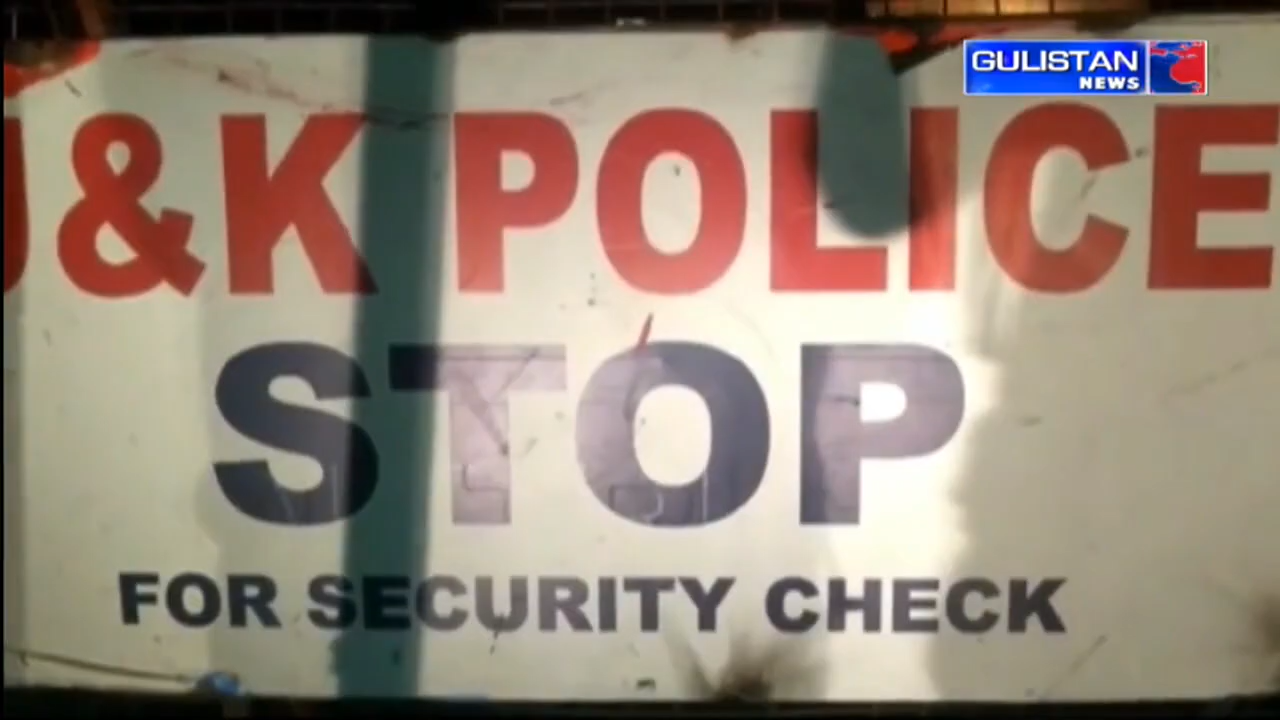 GULISTAN
NEWS
J&K POLICE
STOP
FOR SECURITY CHECK